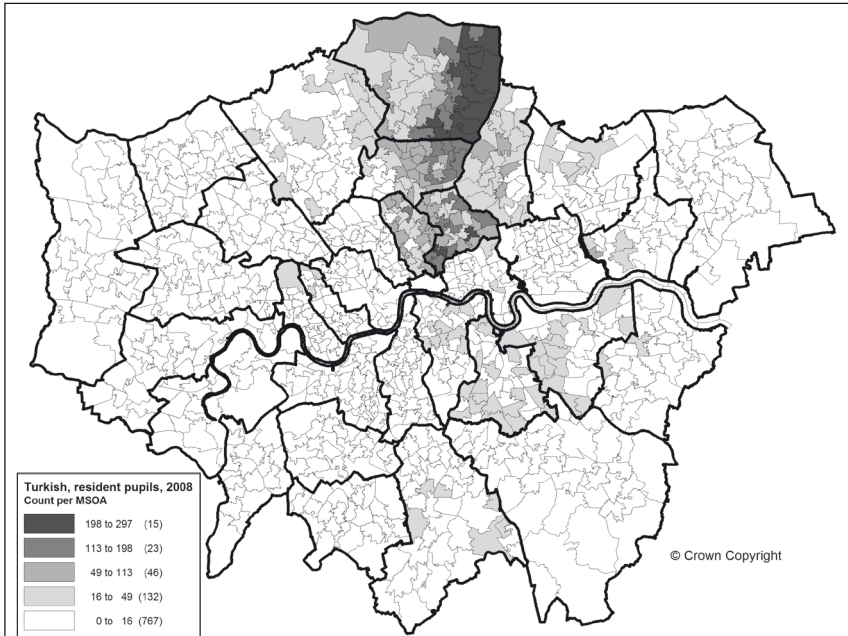 Turkish, resident pupils, 2008
Count per MSOA
198 to 297 (15)
113 to 198 (23)
49 to 113 (46)
16 to 49 (132)
0 to 16 (767)
© Crown Copyright